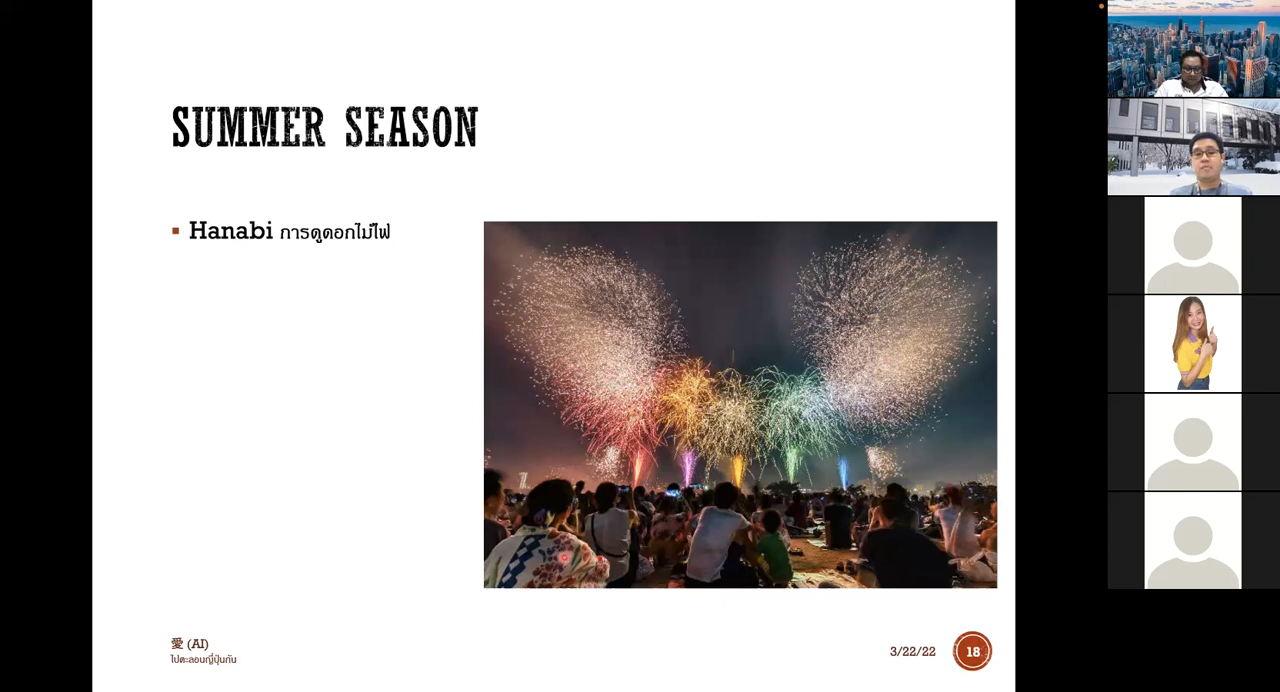 SUMMER SEASON
Hanabi การดูดอกไม้ไฟ
愛 (AI)
ไปตะลอนญี่ปุ่นกัน
3/22/22
18